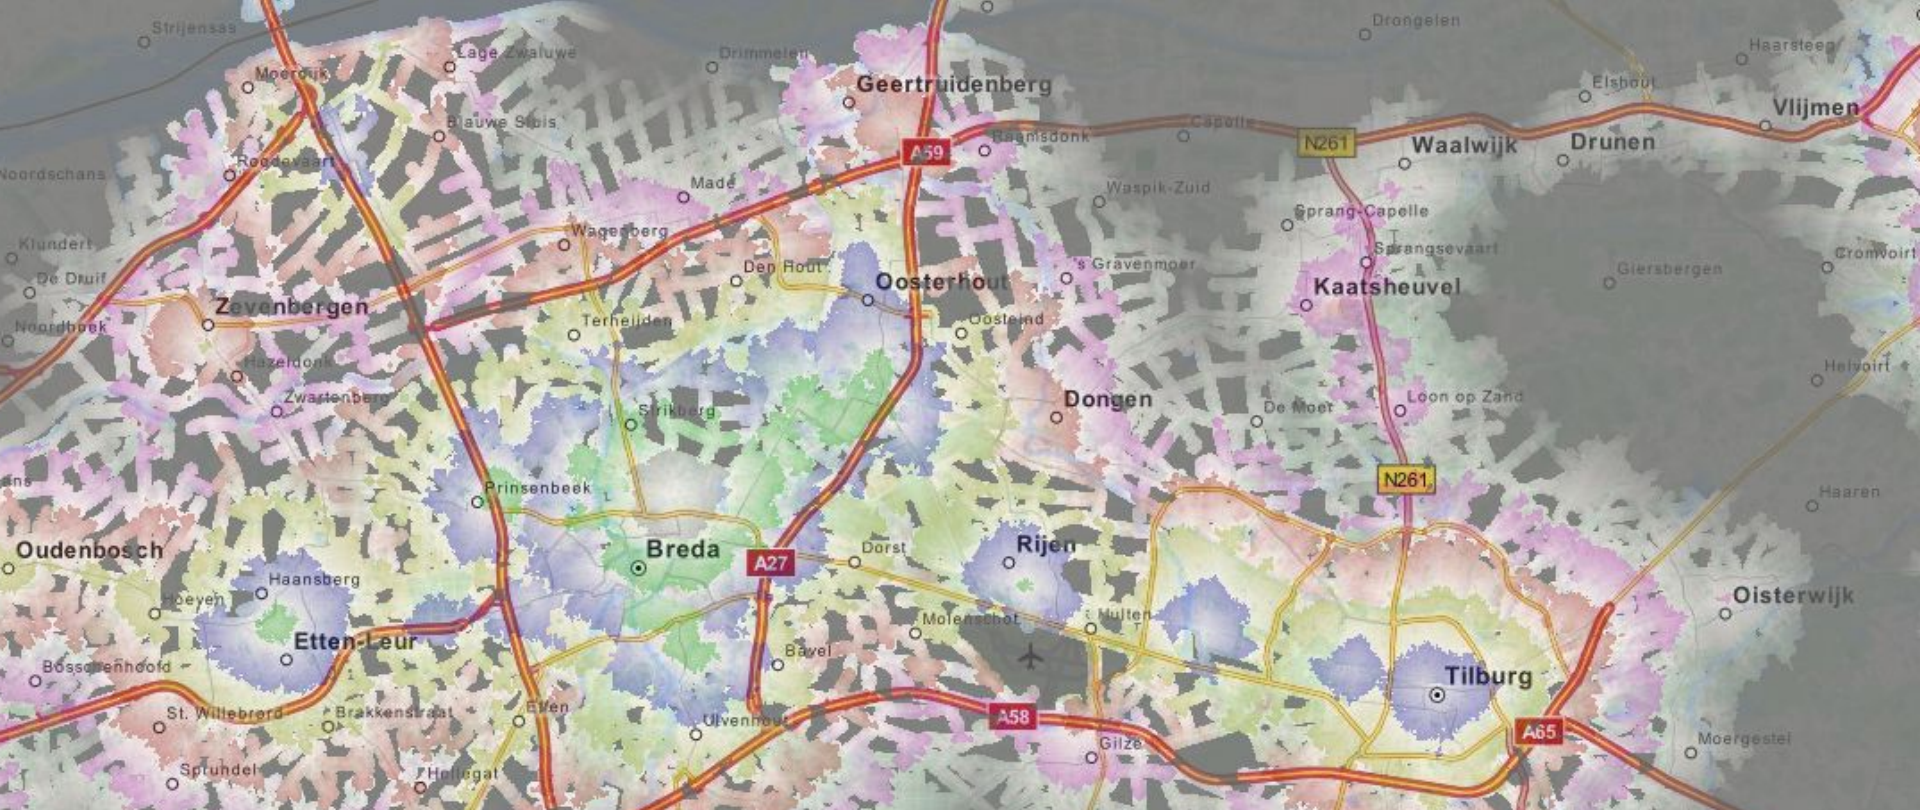 Strijensas
Lage Zwaluwe
Drimmelen
Drongelen
Haarsteeg
Moerdijk
Geertruidenberg
Elshout
Vlijmen
Blauwe Sluis
Raamsdonk
Capelle
N261
Waalwijk
Drunen
A59
Roodevaart
Noordschans
Made
Waspik-Zuid
Sprang-Capelle
Klundert
Wagenberg
Sprangsevaart
Cromvoirt
De Druif
Den Hout
Oosterhout
's Gravenmoer
Kaatsheuvel
Giersbergen
Zevenbergen
Noordhoek
Terheijden
Oosteind
Hazeldonk
Helvoirt
Zwartenberg
Strikberg
Dongen
De Moer
Loon op Zand
ans
Prinsenbeek
N261
Haaren
Oudenbosch
Breda
A27
Dorst
Rijen
Haansberg
Hoeven
Molenschot
Hulten
Oisterwijk
Etten-Leur
Bavel
Bosschenhoofd
Tilburg
St. Willebrord
Brakkenstraat
Effen
Ulvenhout
A58
A65
Gilze
Moergestel
Sprundel
Hellegat